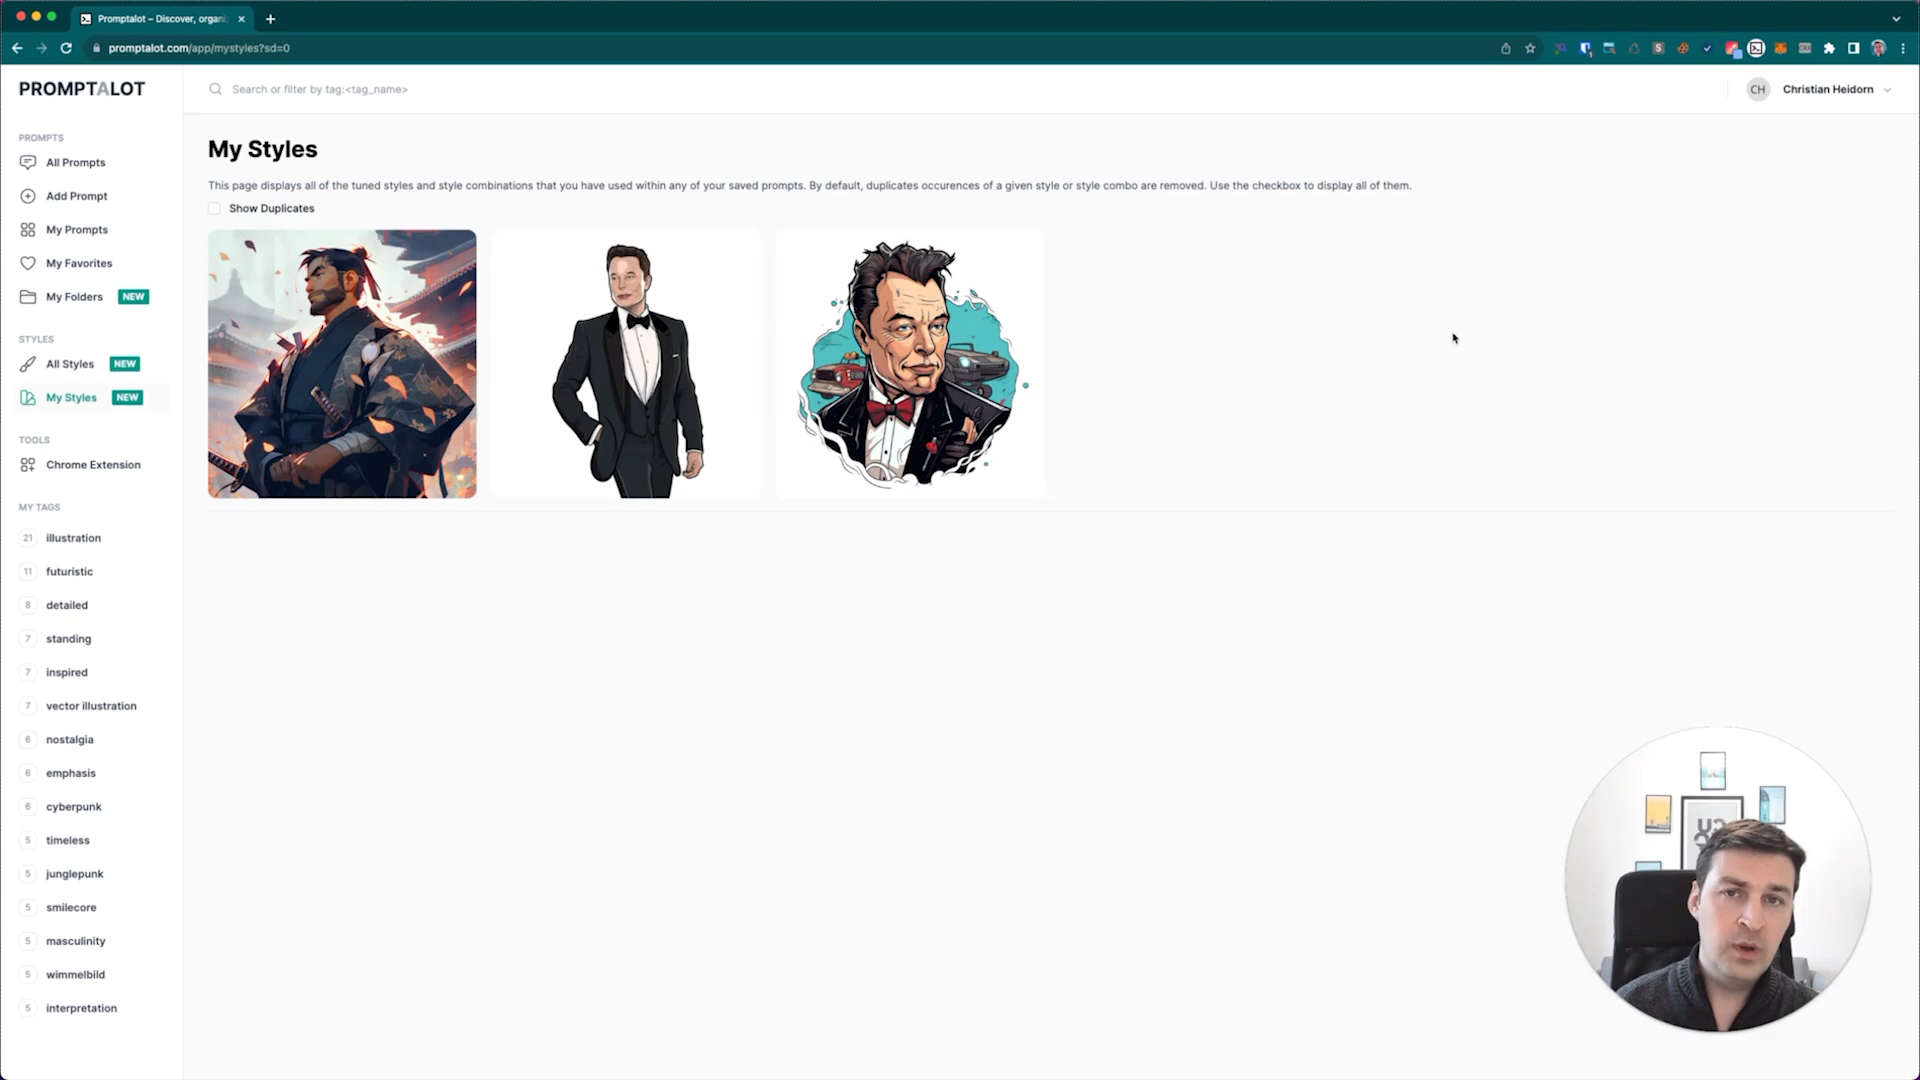 Promptalot – Discover, organi
promptalot.com/app/mystyles?sd=0
PROMPTALOT
Search or filter by tag:<tag_name>
CH
Christian Heidorn
PROMPTS
All Prompts
Add Prompt
My Prompts
My Favorites
My Folders NEW
STYLES
All Styles NEW
My Styles NEW
TOOLS
Chrome Extension
MY TAGS
21 illustration
11 futuristic
8 detailed
7 standing
7 inspired
7 vector illustration
6 nostalgia
6 emphasis
6 cyberpunk
5 timeless
5 junglepunk
5 smilecore
5 masculinity
5 wimmelbild
5 interpretation
My Styles
This page displays all of the tuned styles and style combinations that you have used within any of your saved prompts. By default, duplicates occurences of a given style or style combo are removed. Use the checkbox to display all of them.
Show Duplicates